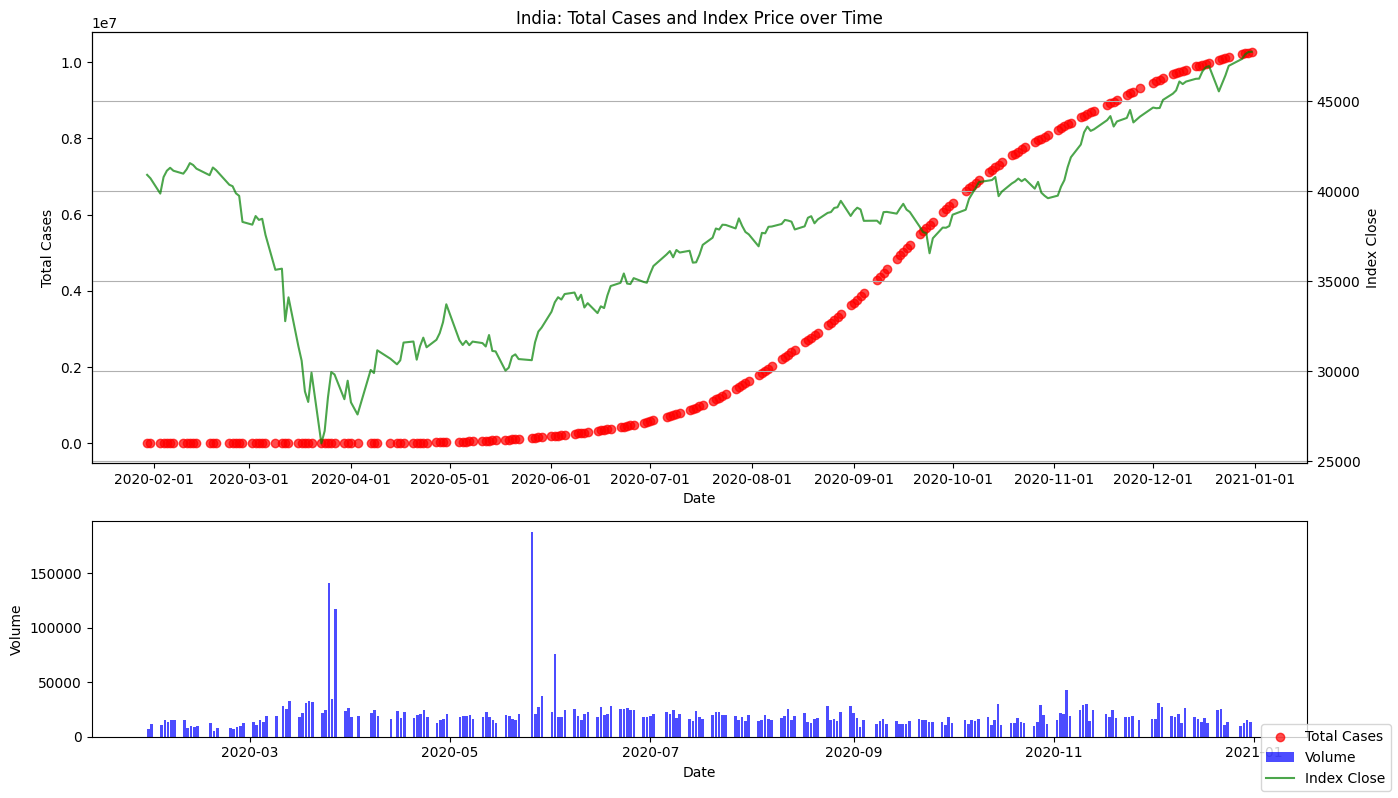 India: Total Cases and Index Price over Time
1e7
1.0
0.8
0.6
0.4
0.2
0.0
Total Cases
45000
40000
35000
30000
25000
Index Close
2020-02-01 2020-03-01 2020-04-01 2020-05-01 2020-06-01 2020-07-01 2020-08-01 2020-09-01 2020-10-01 2020-11-01 2020-12-01 2021-01-01
Date
150000
100000
50000
0
Volume
2020-03 2020-05 2020-07 2020-09 2020-11 2021-01
Date
Total Cases
Volume
Index Close